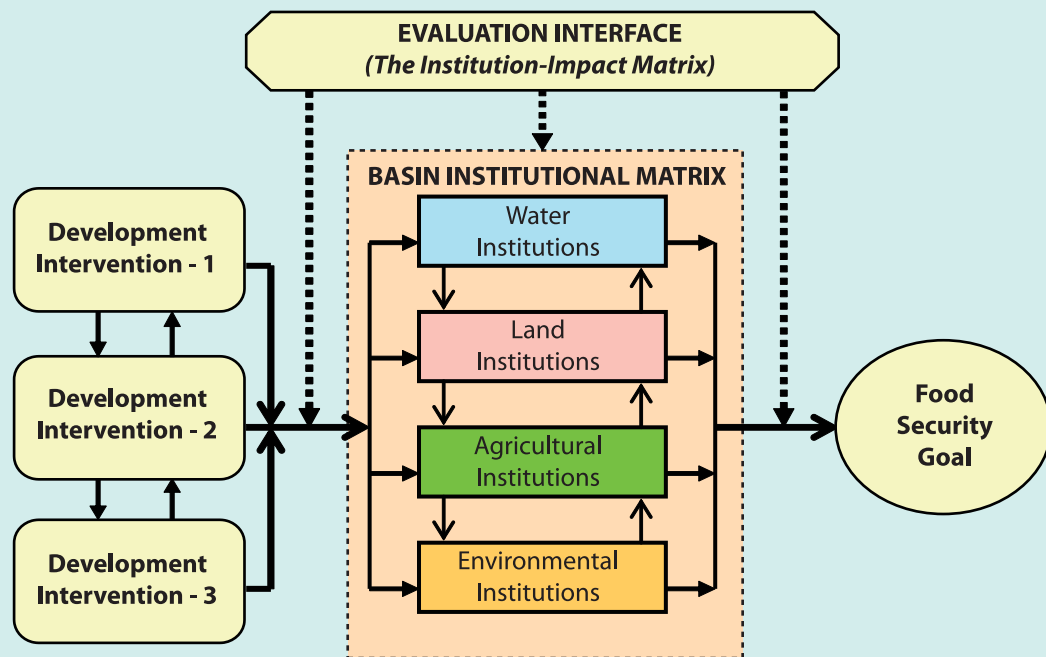 EVALUATION INTERFACE
(The Institution-Impact Matrix)
BASIN INSTITUTIONAL MATRIX
Development
Intervention - 1
Development
Intervention - 2
Development
Intervention - 3
Water
Institutions
Land
Institutions
Agricultural
Institutions
Environmental
Institutions
Food
Security
Goal